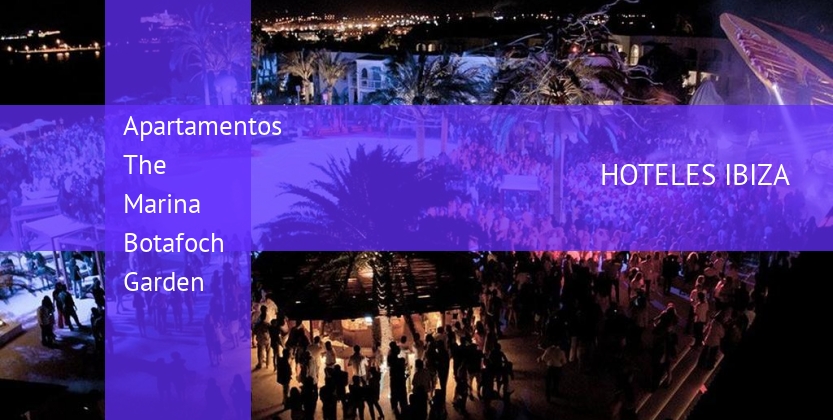 Apartamentos
The
Marina
Botafoch
Garden
HOTELES IBIZA